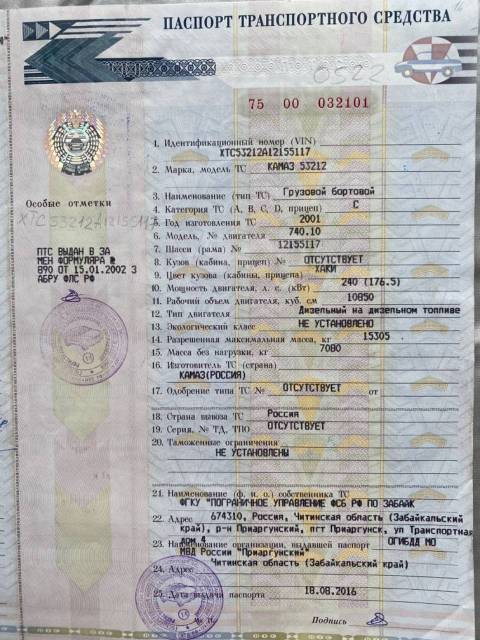 ПАСПОРТ ТРАНСПОРТНОГО СРЕДСТВА
0522
75 00 032101
Особые отметки
XTC53212A12155117
ПТС ВЫДАН В ЗА
МЕН ФОРМУЛЯРА №
890 ОТ 15.01.2002 З
АБРУ ФПС РФ
1. Идентификационный номер (VIN)
XTC53212A12155117
2. Марка, модель ТС КАМАЗ 53212
3. Наименование (тип ТС) Грузовой бортовой
4. Категория ТС (А, В, С, D, прицеп) C
5. Год изготовления ТС 2001
6. Модель, № двигателя 740.10
7. Шасси (рама) № 12155117
8. Кузов (кабина, прицеп) № ОТСУТСТВУЕТ
9. Цвет кузова (кабины, прицепа) ХАКИ
10. Мощность двигателя, л. с. (кВт) 240 (176.5)
11. Рабочий объем двигателя, куб. см 10850
12. Тип двигателя Дизельный на дизельном топливе
13. Экологический класс НЕ УСТАНОВЛЕНО
14. Разрешенная максимальная масса, кг 15305
15. Масса без нагрузки, кг 7080
16. Изготовитель ТС (страна)
КАМАЗ(РОССИЯ)
17. Одобрение типа ТС № ОТСУТСТВУЕТ от
18. Страна вывоза ТС Россия
19. Серия, № ТД, ТПО ОТСУТСТВУЕТ
20. Таможенные ограничения
НЕ УСТАНОВЛЕНЫ
21. Наименование (ф. и. о.) собственника ТС
ФГКУ "ПОГРАНИЧНОЕ УПРАВЛЕНИЕ ФСБ РФ ПО ЗАБАЙК
22. Адрес 674310, Россия, Читинская область (Забайкальский
край), р-н Приаргунский, пгт Приаргунск, ул Транспортная
дом 4
23. Наименование организации, выдавшей паспорт ОГИБДД МО
МВД России "Приаргунский"
24. Адрес Читинская область (Забайкальский край)
25. Дата выдачи паспорта 18.08.2016
М. П. Подпись